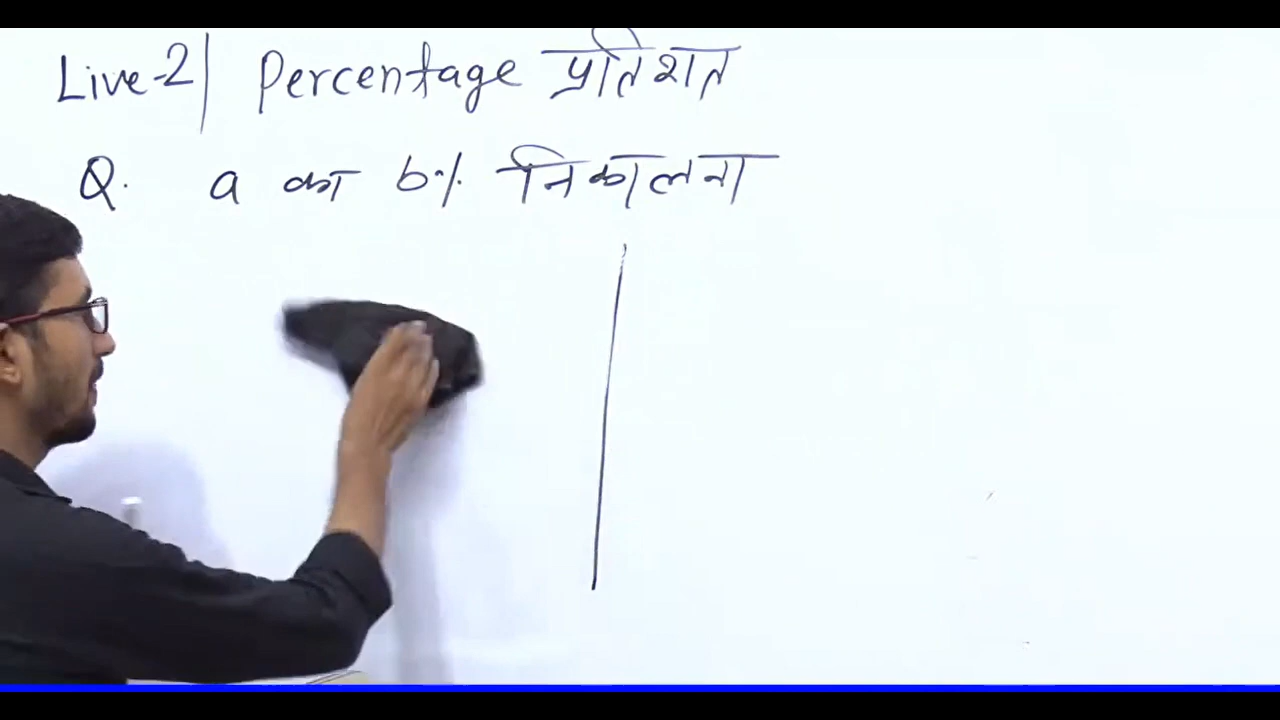 Live-2| Percentage प्रतिशत
Q. a का b% निकालना